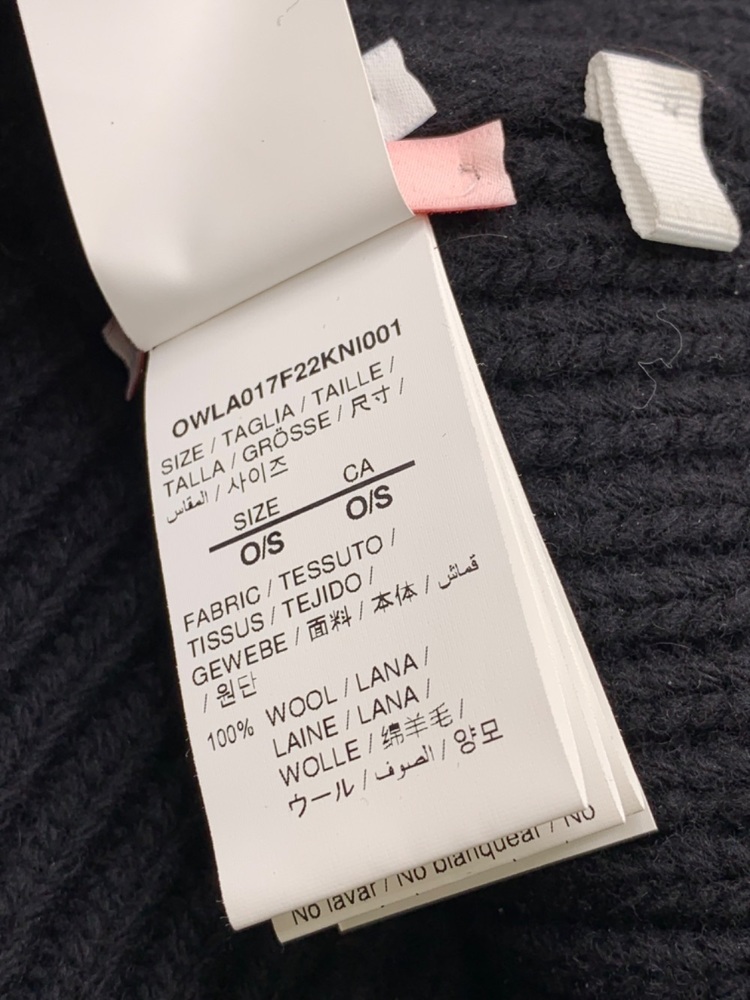 OWLA017F22KNI001
SIZE / TAGLIA / TAILLE /
TALLA / GRÖSSE / 尺寸 /
المقاس / 사이즈
SIZE CA
O/S O/S
FABRIC / TESSUTO /
TISSUS / TEJIDO /
GEWEBE / 面料 / 本体 / قماش
/ 원단
100% WOOL / LANA /
LAINE / LANA /
WOLLE / 绵羊毛 /
ウール / الصوف / 양모
No lavar / No blanquear / No